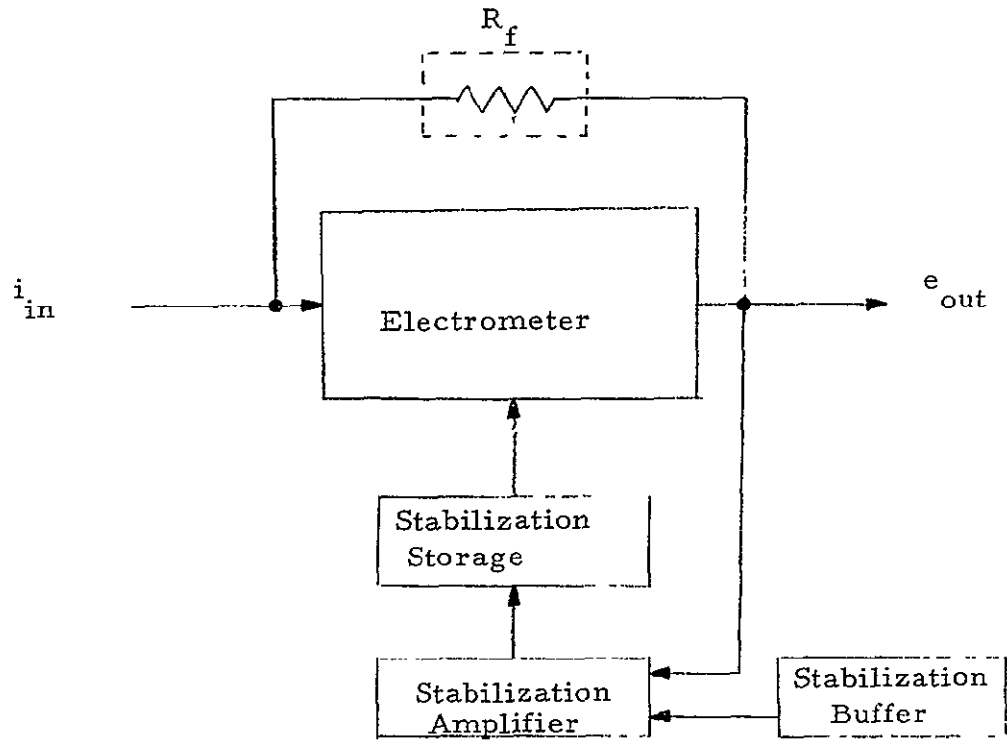 R_f
i_in
e_out
Electrometer
Stabilization
Storage
Stabilization
Amplifier
Stabilization
Buffer